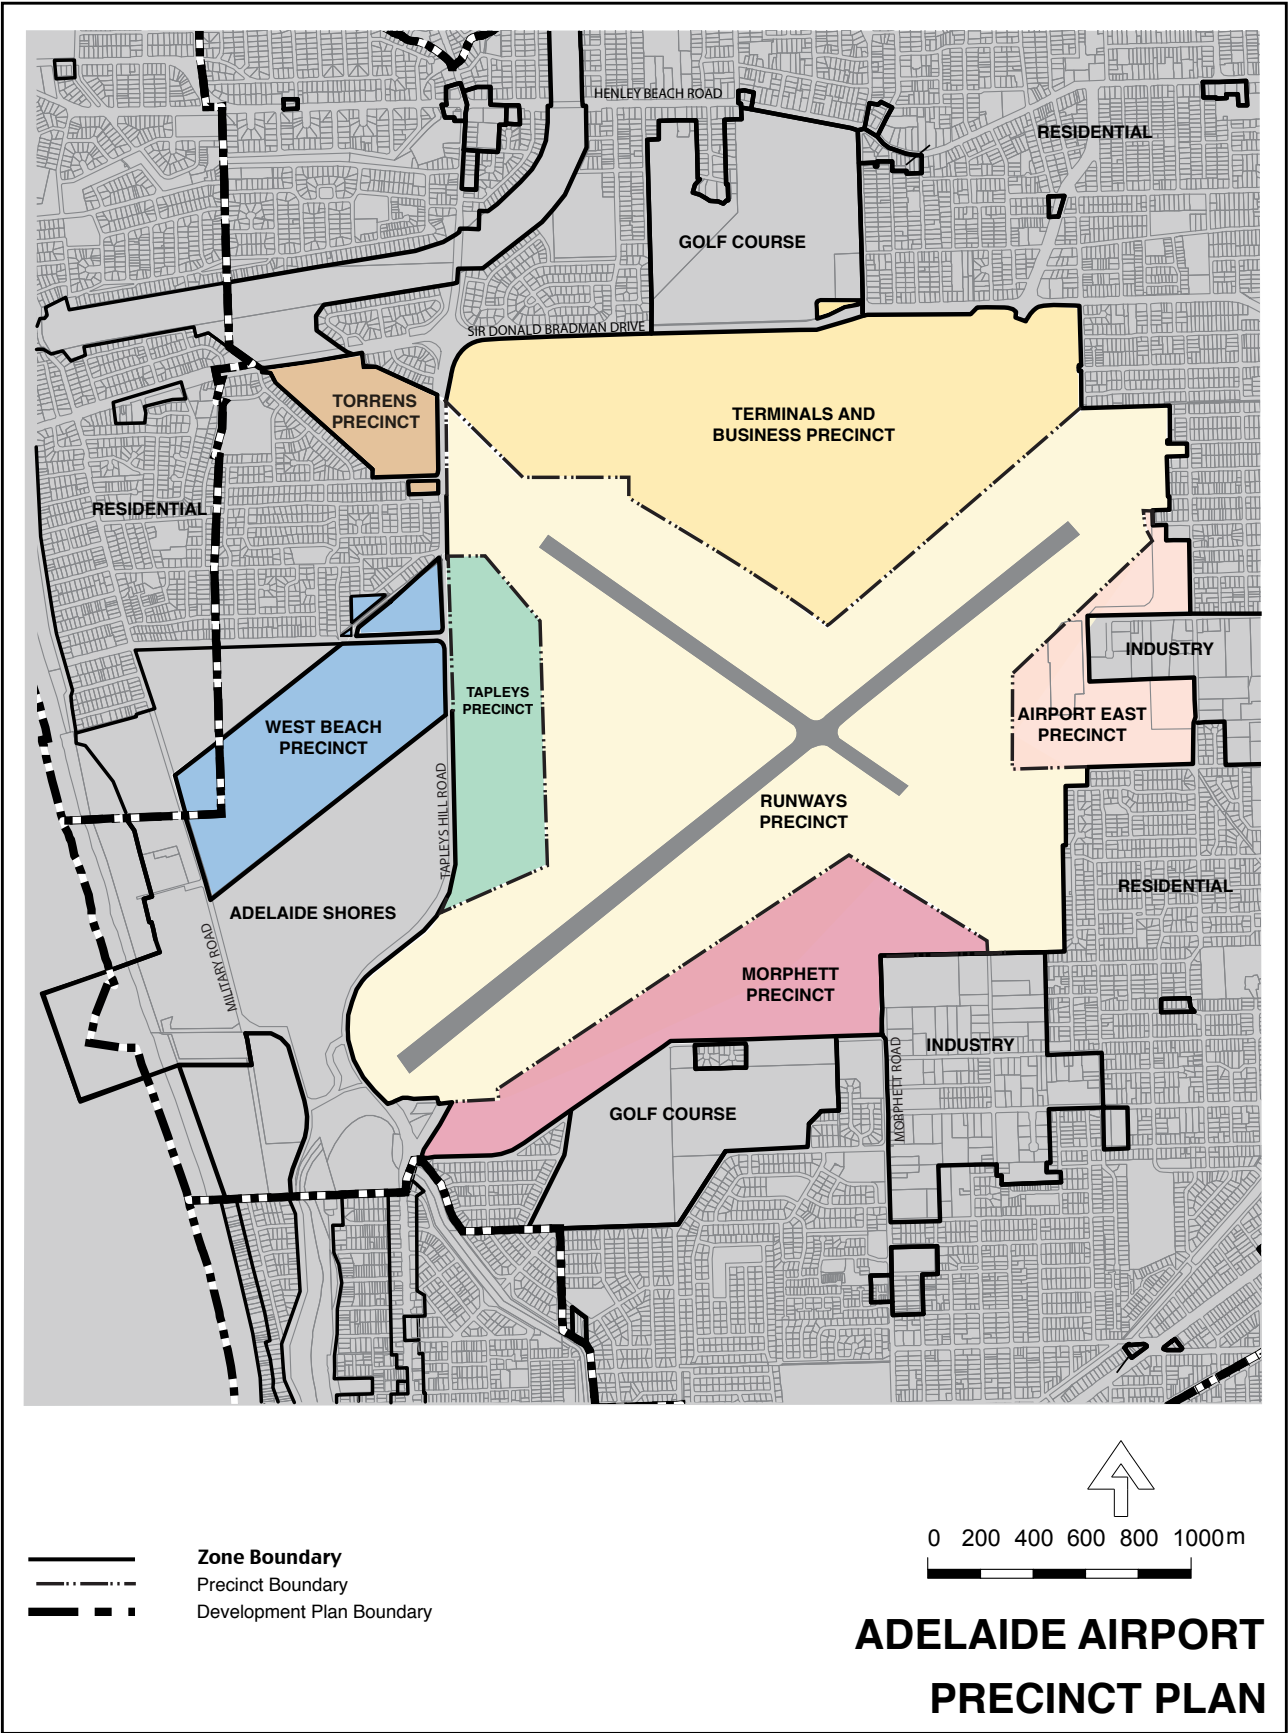 HENLEY BEACH ROAD
RESIDENTIAL
GOLF COURSE
SIR DONALD BRADMAN DRIVE
TORRENS
PRECINCT
TERMINALS AND
BUSINESS PRECINCT
RESIDENTIAL
INDUSTRY
TAPLEYS
PRECINCT
WEST BEACH
PRECINCT
AIRPORT EAST
PRECINCT
TAPLEYS HILL ROAD
RUNWAYS
PRECINCT
RESIDENTIAL
ADELAIDE SHORES
MILITARY ROAD
MORPHETT
PRECINCT
INDUSTRY
MORPHETT ROAD
GOLF COURSE
0 200 400 600 800 1000m
Zone Boundary
Precinct Boundary
Development Plan Boundary
ADELAIDE AIRPORT
PRECINCT PLAN